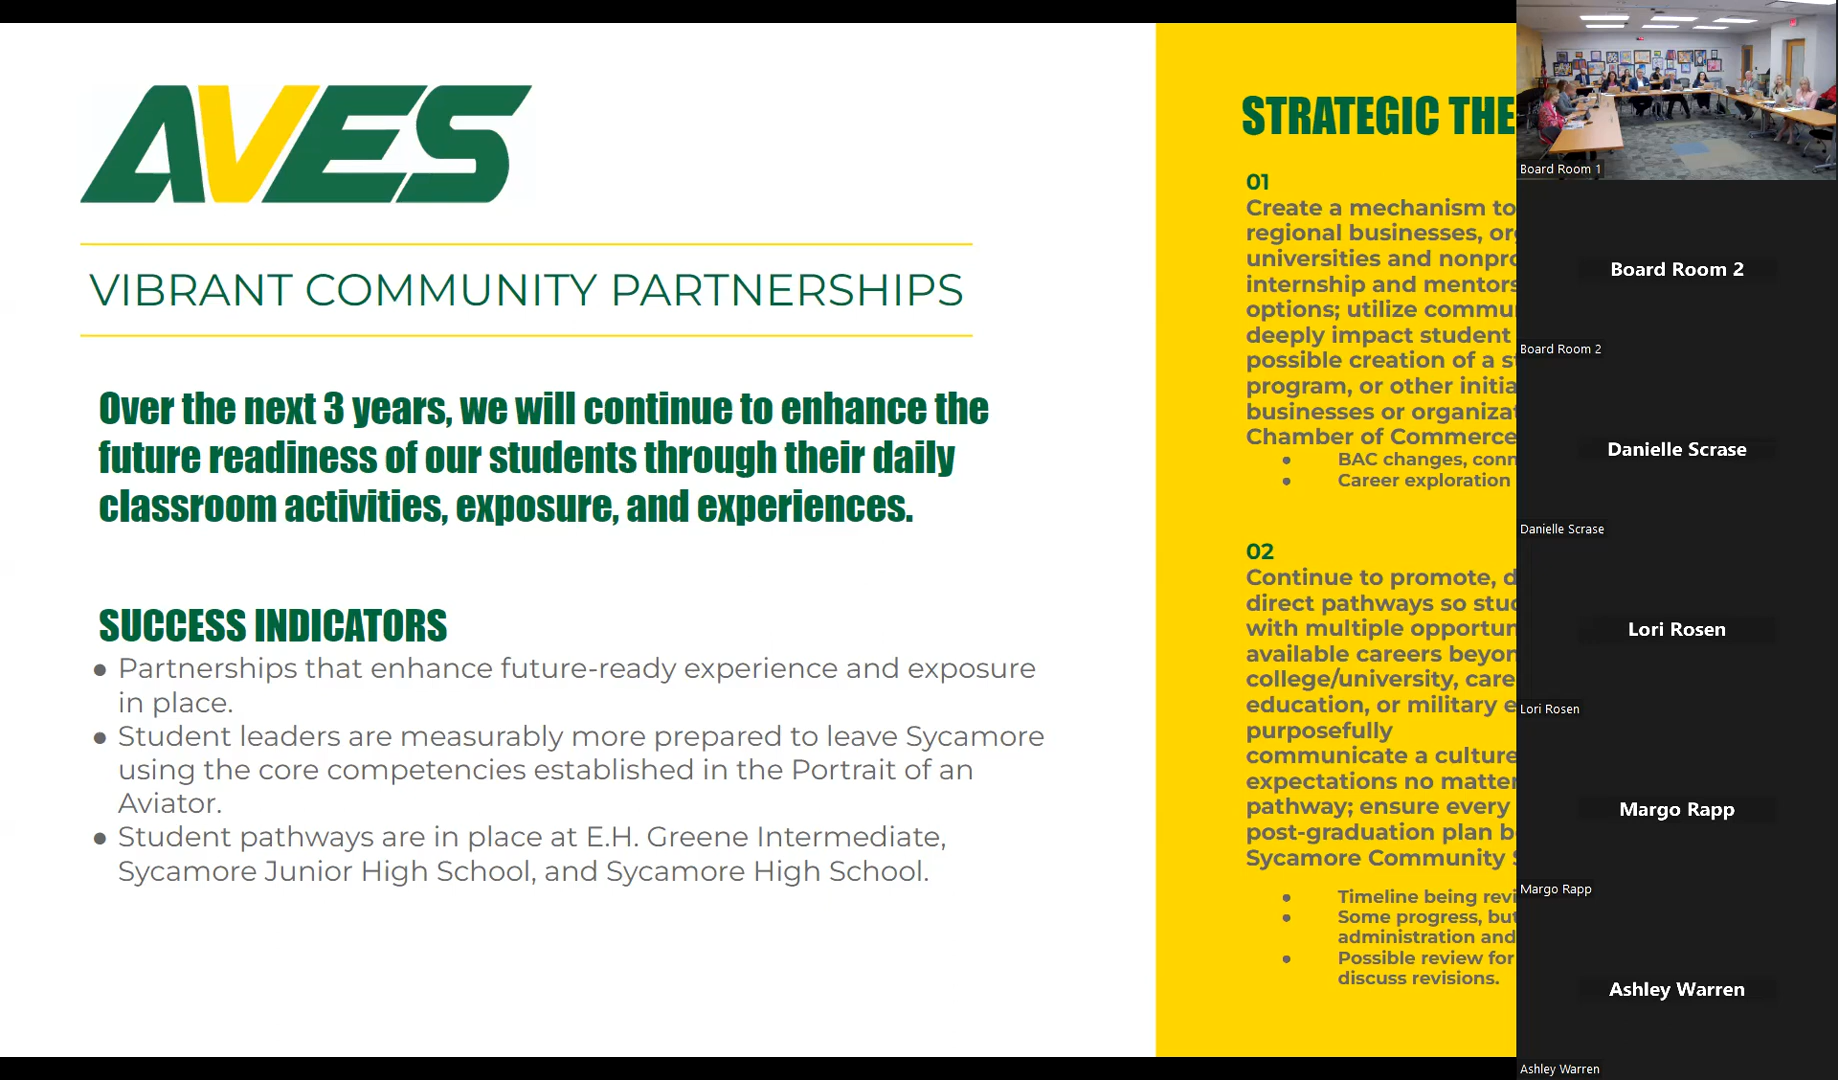 AVES
VIBRANT COMMUNITY PARTNERSHIPS
Over the next 3 years, we will continue to enhance the
future readiness of our students through their daily
classroom activities, exposure, and experiences.
SUCCESS INDICATORS
● Partnerships that enhance future-ready experience and exposure
in place.
● Student leaders are measurably more prepared to leave Sycamore
using the core competencies established in the Portrait of an
Aviator.
● Student pathways are in place at E.H. Greene Intermediate,
Sycamore Junior High School, and Sycamore High School.
STRATEGIC THE
01
Create a mechanism to
regional businesses, or
universities and nonpro
internship and mentors
options; utilize commu
deeply impact student
possible creation of a s
program, or other initia
businesses or organizat
Chamber of Commerce
● BAC changes, conn
● Career exploration
02
Continue to promote, d
direct pathways so stud
with multiple opportun
available careers beyon
college/university, care
education, or military e
purposefully
communicate a culture
expectations no matter
pathway; ensure every
post-graduation plan b
Sycamore Community S
● Timeline being revi
● Some progress, but
administration and
● Possible review for
discuss revisions.
Board Room 1
Board Room 2
Board Room 2
Danielle Scrase
Danielle Scrase
Lori Rosen
Lori Rosen
Margo Rapp
Margo Rapp
Ashley Warren
Ashley Warren